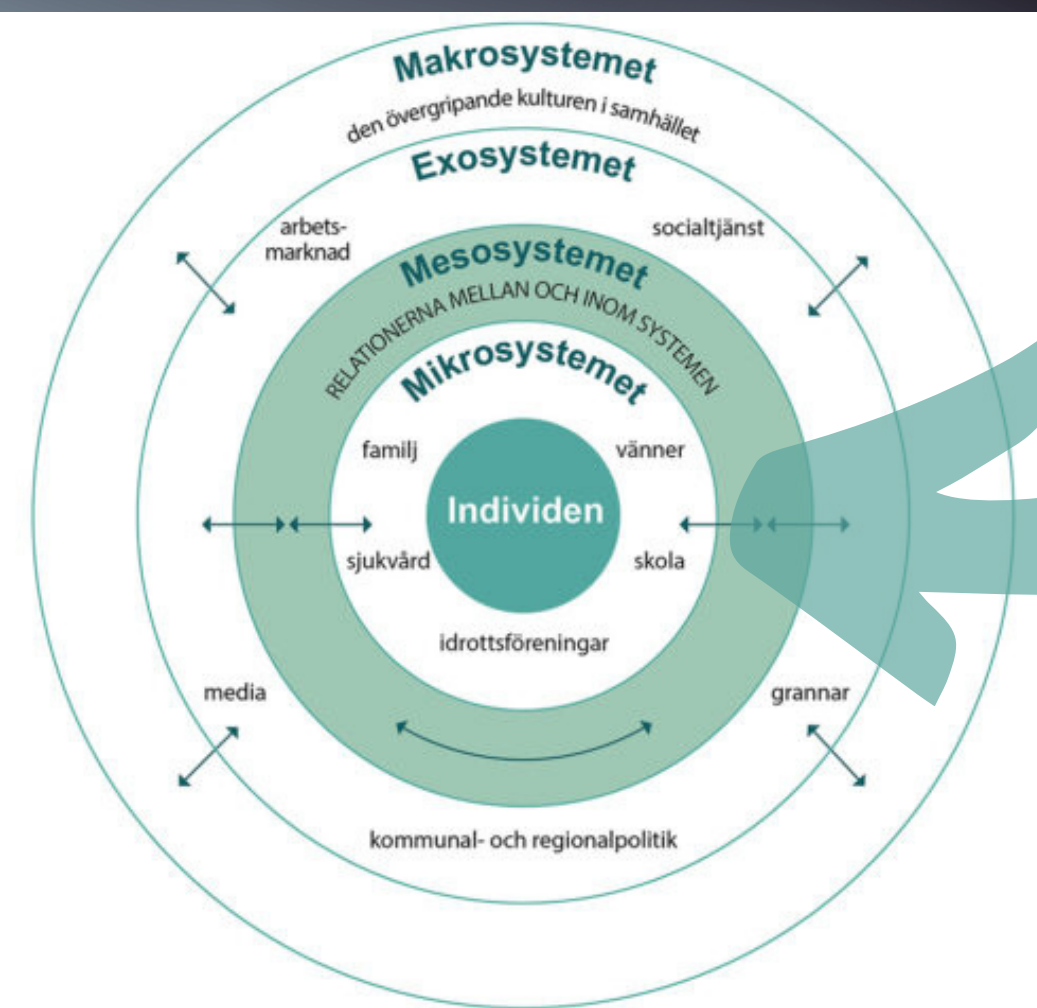 Makrosystemet
den övergripande kulturen i samhället
Exosystemet
arbets-
marknad
socialtjänst
Mesosystemet
RELATIONERNA MELLAN OCH INOM SYSTEMEN
Mikrosystemet
familj
vänner
Individen
sjukvård
skola
idrottsföreningar
media
grannar
kommunal- och regionalpolitik